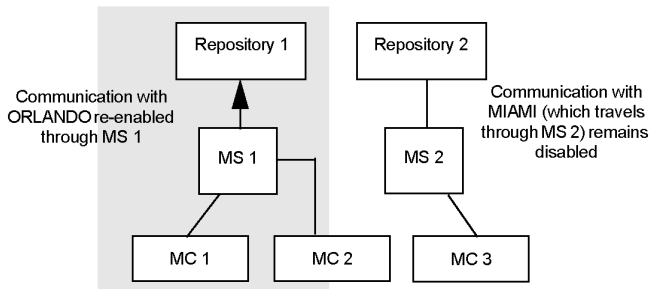 Repository 1
Repository 2
Communication with
ORLANDO re-enabled
through MS 1
Communication with
MIAMI (which travels
through MS 2) remains
disabled
MS 1
MS 2
MC 1
MC 2
MC 3